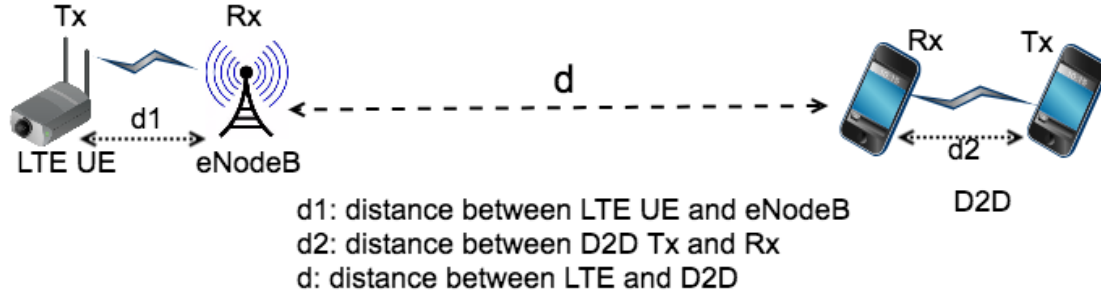 Tx Rx
d
Rx Tx
d1
d2
LTE UE eNodeB
D2D
d1: distance between LTE UE and eNodeB
d2: distance between D2D Tx and Rx
d: distance between LTE and D2D